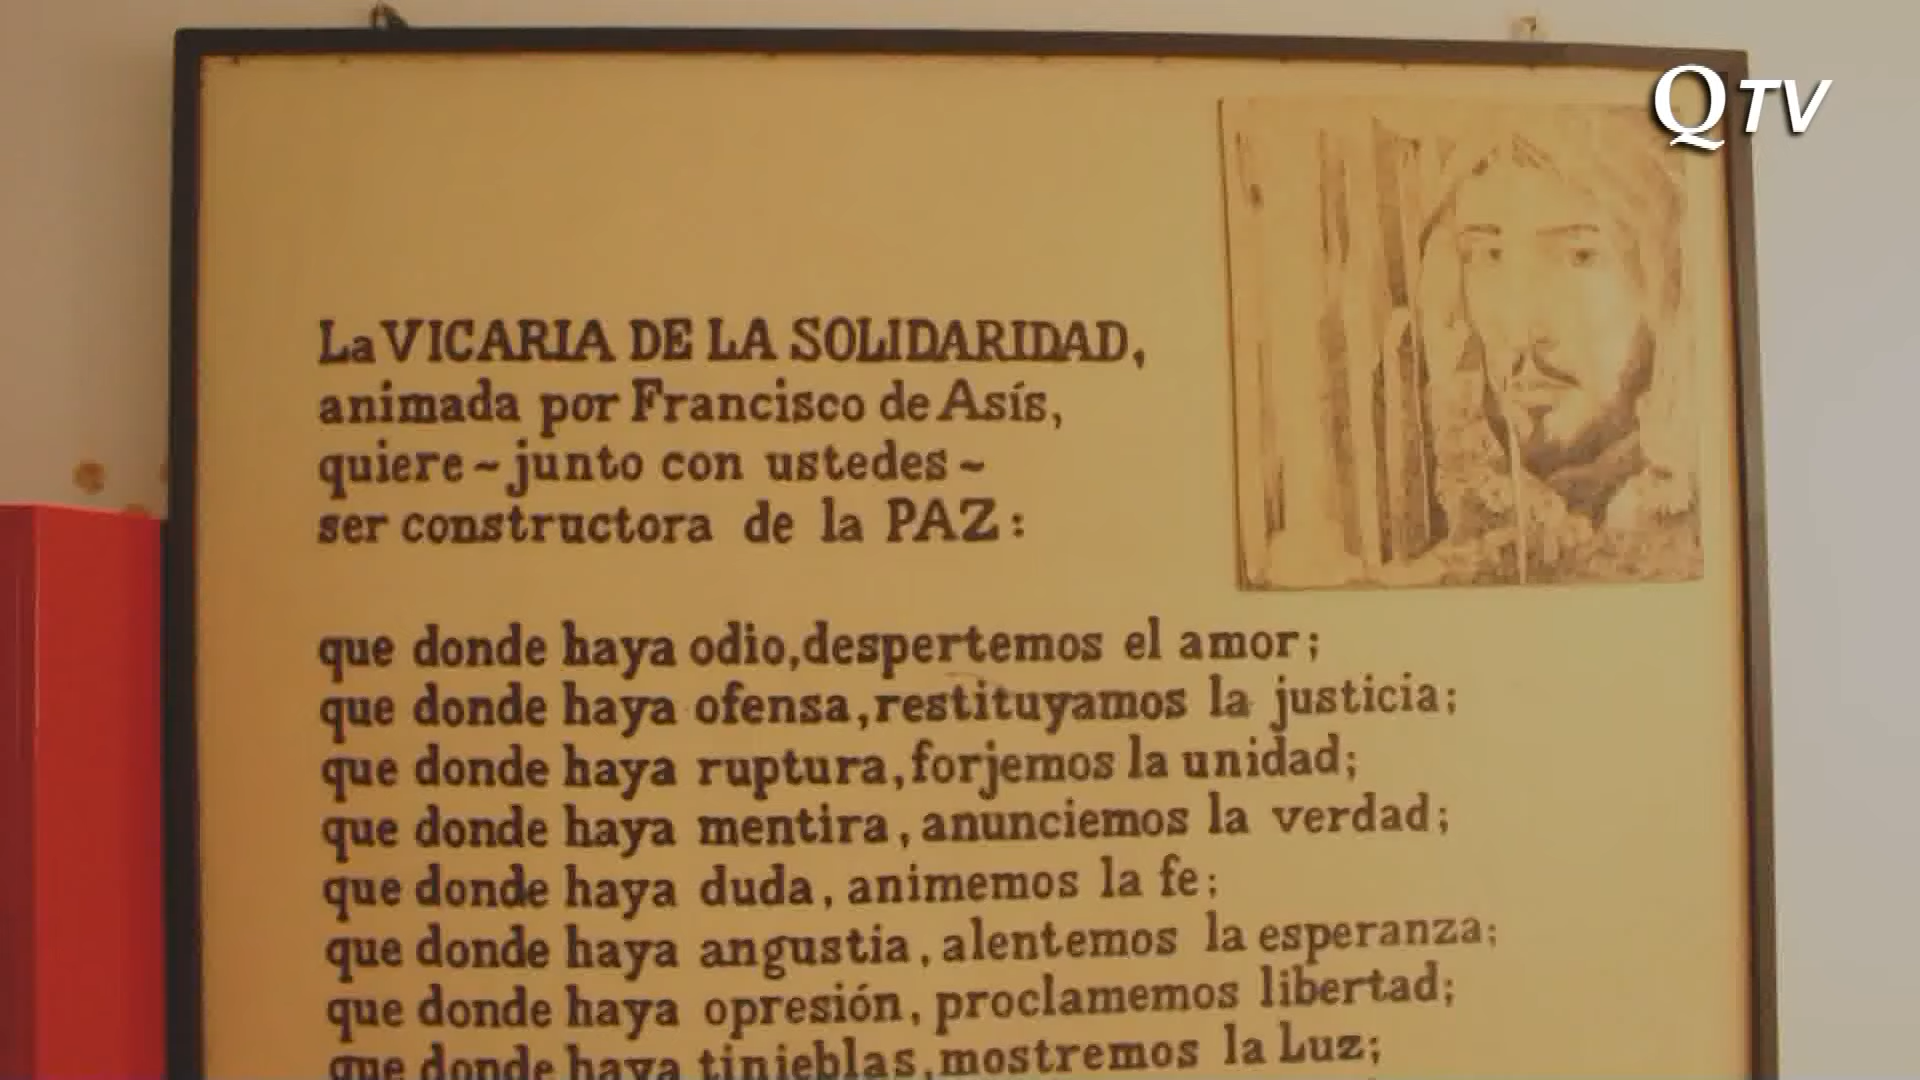 Q TV
La VICARIA DE LA SOLIDARIDAD,
animada por Francisco de Asís,
quiere ~ junto con ustedes ~
ser constructora de la PAZ:
que donde haya odio, despertemos el amor;
que donde haya ofensa, restituyamos la justicia;
que donde haya ruptura, forjemos la unidad;
que donde haya mentira, anunciemos la verdad;
que donde haya duda, animemos la fe;
que donde haya angustia, alentemos la esperanza;
que donde haya opresión, proclamemos libertad;
que donde haya tinieblas, mostremos la Luz;